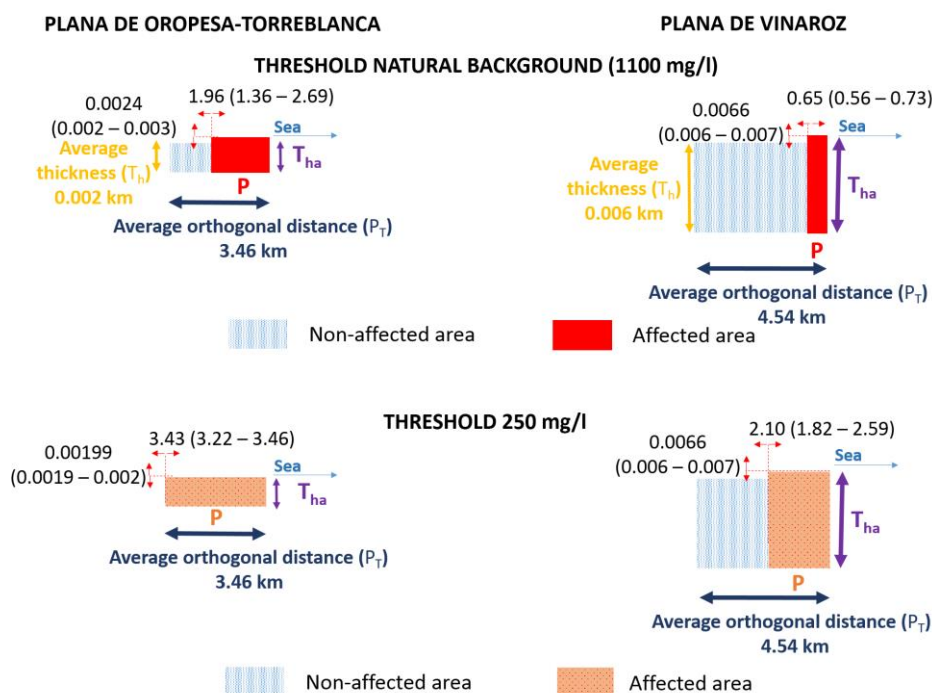 PLANA DE OROPESA-TORREBLANCA
PLANA DE VINAROZ
THRESHOLD NATURAL BACKGROUND (1100 mg/l)
0.0024
(0.002 – 0.003)
1.96 (1.36 – 2.69)
Sea
Average
thickness (Th)
0.002 km
Tha
P
Average orthogonal distance (PT)
3.46 km
0.0066
(0.006 – 0.007)
0.65 (0.56 – 0.73)
Sea
Average
thickness (Th)
0.006 km
Tha
P
Average orthogonal distance (PT)
4.54 km
Non-affected area
Affected area
THRESHOLD 250 mg/l
0.00199
(0.0019 – 0.002)
3.43 (3.22 – 3.46)
Sea
Tha
P
Average orthogonal distance (PT)
3.46 km
0.0066
(0.006 – 0.007)
2.10 (1.82 – 2.59)
Sea
Tha
P
Average orthogonal distance (PT)
4.54 km
Non-affected area
Affected area